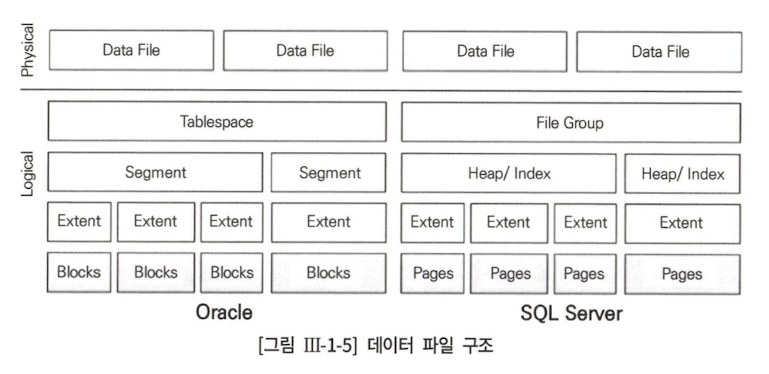 Physical
Data File Data File Data File Data File
Logical
Tablespace File Group
Segment Segment Heap/ Index Heap/ Index
Extent Extent Extent Extent Extent Extent Extent Extent
Blocks Blocks Blocks Blocks Pages Pages Pages Pages
Oracle SQL Server
[그림 Ⅲ-1-5] 데이터 파일 구조